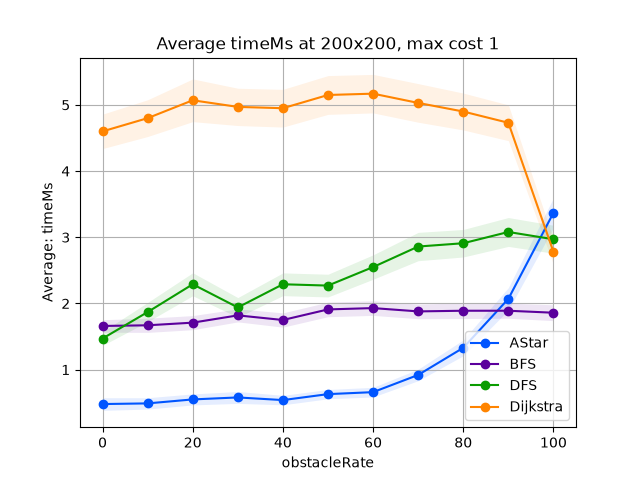 Average timeMs at 200x200, max cost 1
Average: timeMs
5
4
3
2
1
0
20
40
60
80
100
obstacleRate
AStar
BFS
DFS
Dijkstra